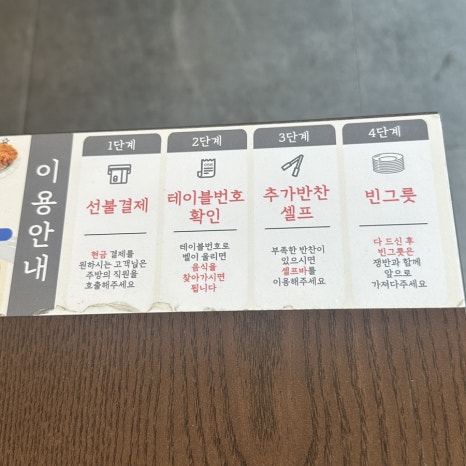 이용안내
1단계
선불결제
현금 결제를
원하시는 고객님은
주방의 직원을
호출해주세요
2단계
테이블번호
확인
테이블번호로
벨이 울리면
음식을
찾아가시면
됩니다
3단계
추가반찬
셀프
부족한 반찬이
있으시면
셀프바를
이용해주세요
4단계
빈그릇
다 드신 후
빈그릇은
쟁반과 함께
앞으로
가져다주세요